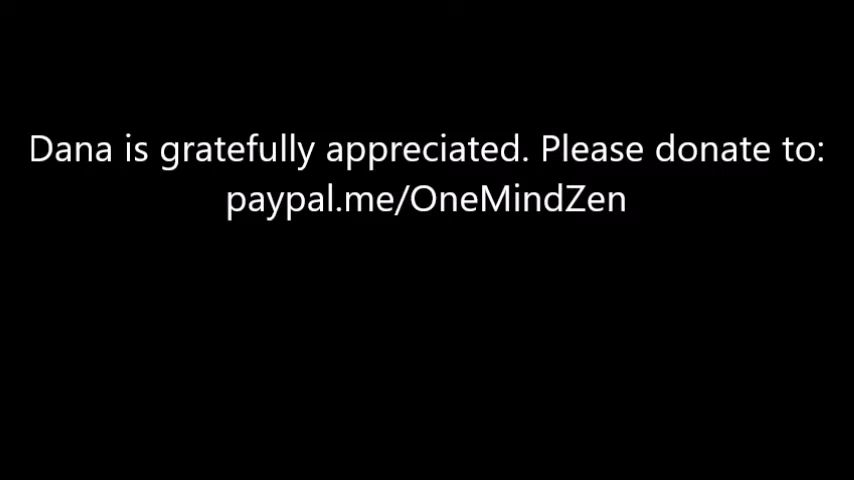 Dana is gratefully appreciated. Please donate to:
paypal.me/OneMindZen